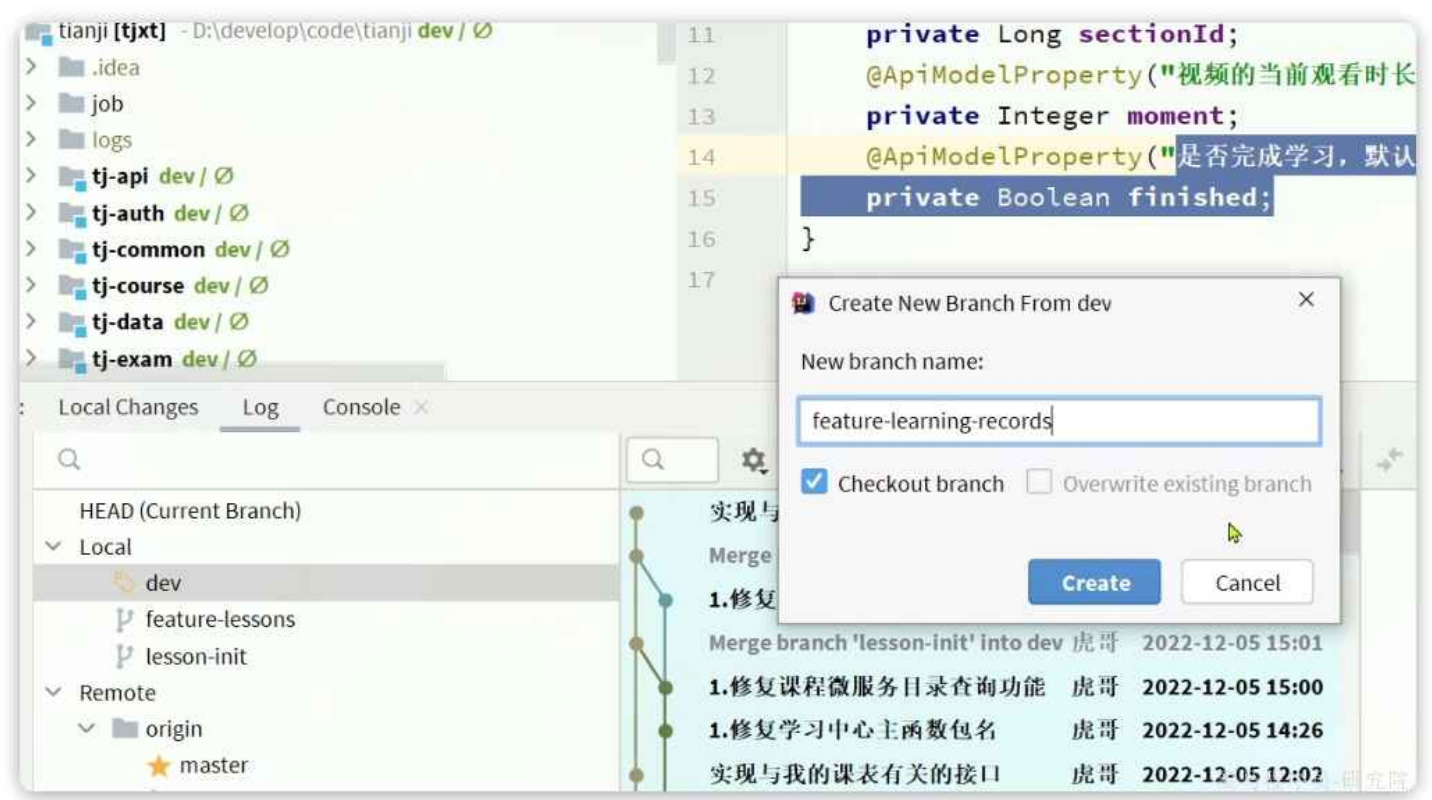 tianji [tjxt] - D:\develop\code\tianji dev / ∅
.idea
job
logs
tj-api dev / ∅
tj-auth dev / ∅
tj-common dev / ∅
tj-course dev / ∅
tj-data dev / ∅
tj-exam dev / ∅
11 private Long sectionId;
12 @ApiModelProperty("视频的当前观看时长
13 private Integer moment;
14 @ApiModelProperty("是否完成学习，默认
15 private Boolean finished;
16 }
17
Create New Branch From dev
New branch name:
feature-learning-records
Checkout branch Overwrite existing branch
Create Cancel
: Local Changes Log Console
HEAD (Current Branch)
Local
dev
feature-lessons
lesson-init
Remote
origin
master
实现与
Merge
1.修复
Merge branch 'lesson-init' into dev 虎哥 2022-12-05 15:01
1.修复课程微服务目录查询功能 虎哥 2022-12-05 15:00
1.修复学习中心主函数包名 虎哥 2022-12-05 14:26
实现与我的课表有关的接口 虎哥 2022-12-05 12:02